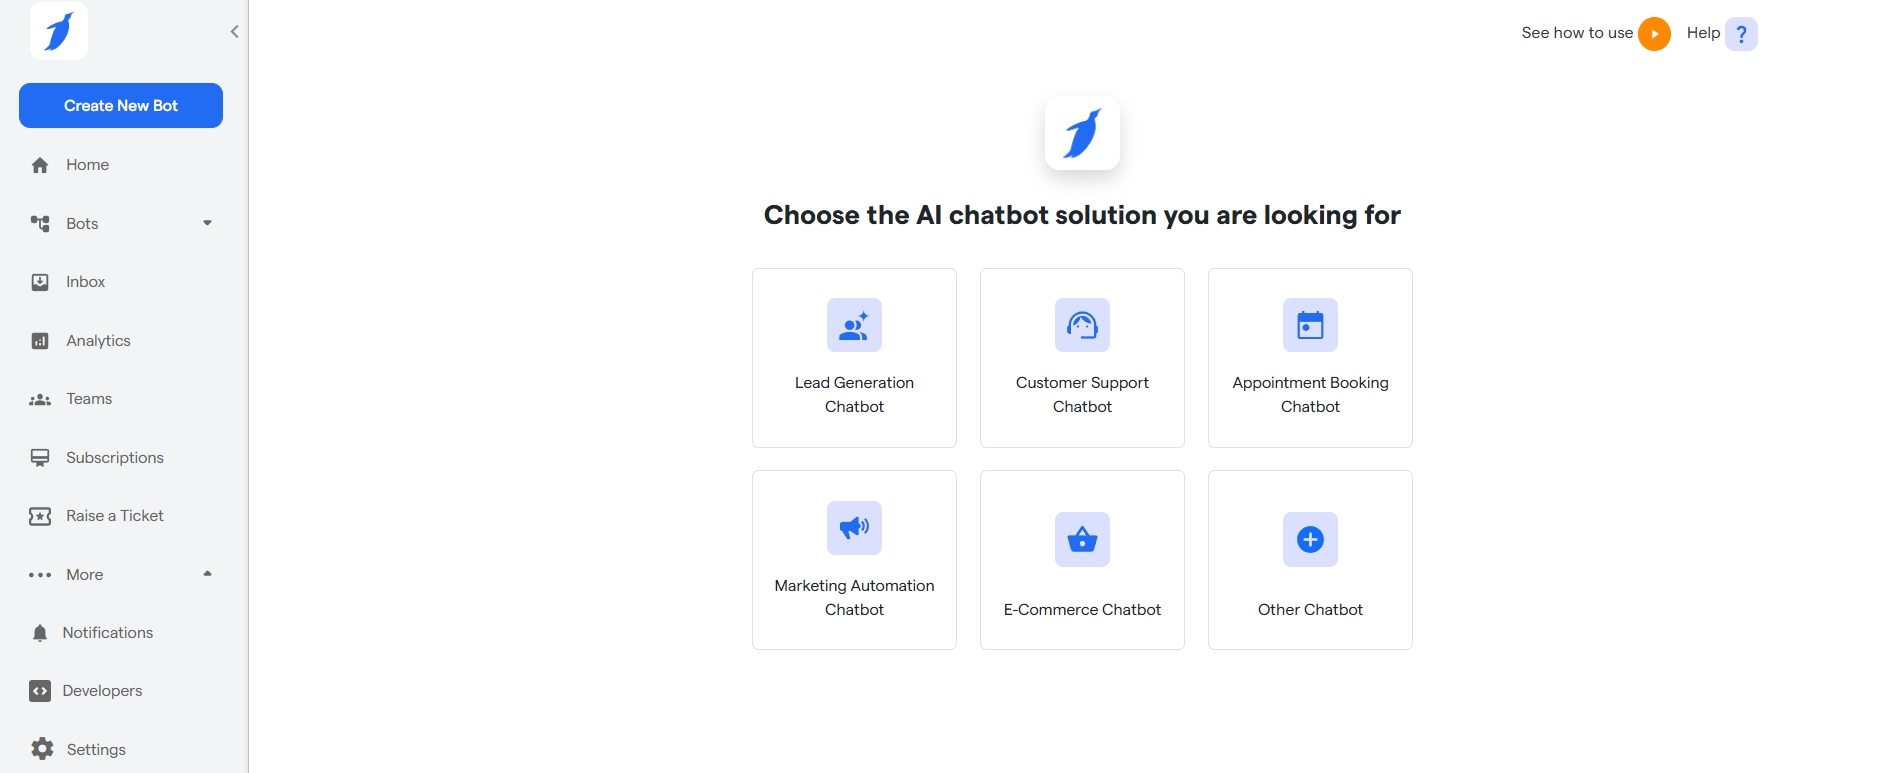 Create New Bot
Home
Bots
Inbox
Analytics
Teams
Subscriptions
Raise a Ticket
More
Notifications
Developers
Settings
See how to use
Help ?
Choose the AI chatbot solution you are looking for
Lead Generation
Chatbot
Customer Support
Chatbot
Appointment Booking
Chatbot
Marketing Automation
Chatbot
E-Commerce Chatbot
Other Chatbot